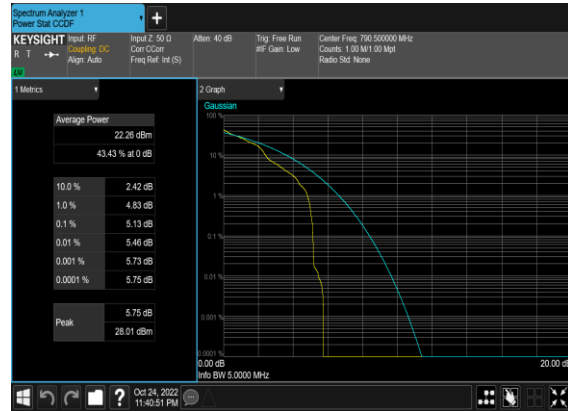 Spectrum Analyzer 1
Power Stat CCDF
+
KEYSIGHT Input: RF Input Z: 50 Ω Atten: 40 dB Trig: Free Run Center Freq: 790.500000 MHz
R T Coupling: DC Corr CCorr #IF Gain: Low Counts: 1.00 M/1.00 Mpt
Align: Auto Freq Ref: Int (S) Radio Std: None
1 Metrics
2 Graph
Average Power
22.26 dBm
43.43 % at 0 dB
10.0 % 2.42 dB
1.0 % 4.83 dB
0.1 % 5.13 dB
0.01 % 5.46 dB
0.001 % 5.73 dB
0.0001 % 5.75 dB
Peak 5.75 dB
28.01 dBm
Gaussian
100 %
10 %
1 %
0.1 %
0.01 %
0.001 %
0.0001 %
0.00 dB 20.00 dB
Info BW 5.0000 MHz
?
Oct 24, 2022
11:40:51 PM